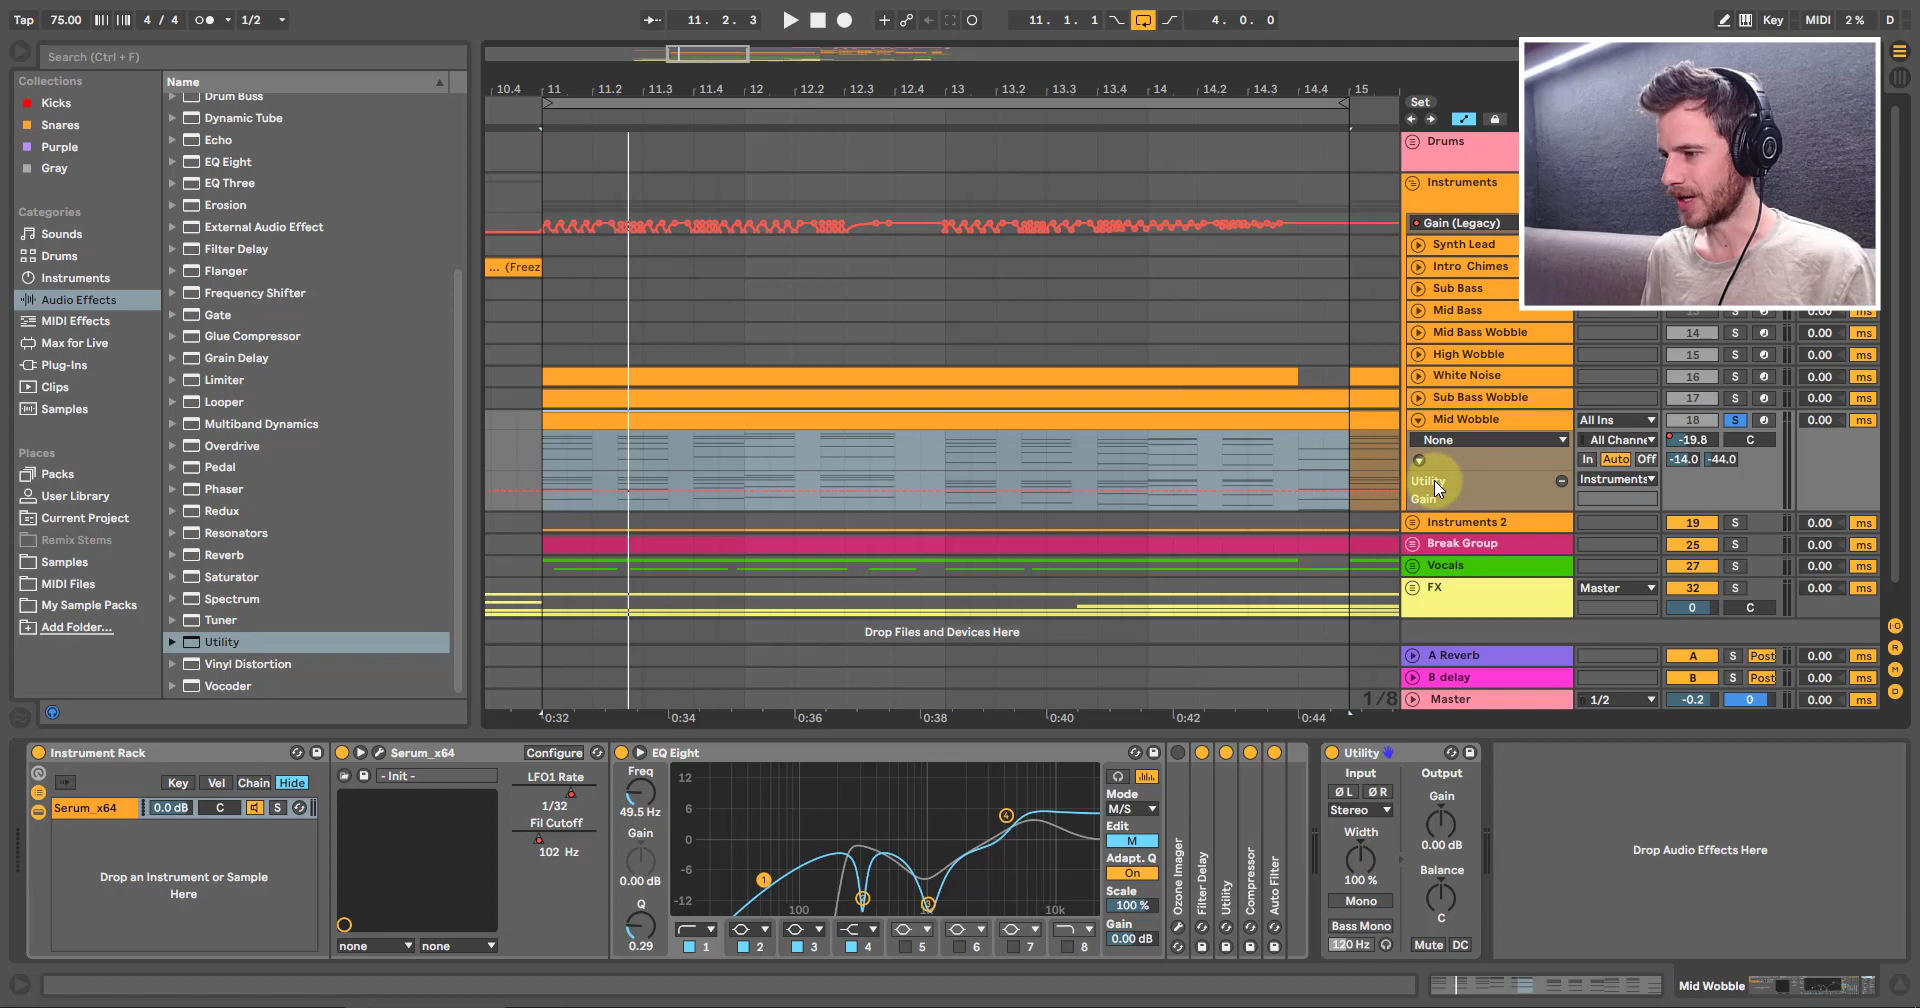 Tap 75.00 4 / 4 1/2 11. 2. 3 11. 1. 1 4. 0. 0 Key MIDI 2 % D
Search (Ctrl + F)
Collections
Kicks
Snares
Purple
Gray
Categories
Sounds
Drums
Instruments
Audio Effects
MIDI Effects
Max for Live
Plug-Ins
Clips
Samples
Places
Packs
User Library
Current Project
Remix Stems
Samples
MIDI Files
My Sample Packs
Add Folder...
Name
Drum Buss
Dynamic Tube
Echo
EQ Eight
EQ Three
Erosion
External Audio Effect
Filter Delay
Flanger
Frequency Shifter
Gate
Glue Compressor
Grain Delay
Limiter
Looper
Multiband Dynamics
Overdrive
Pedal
Phaser
Redux
Resonators
Reverb
Saturator
Spectrum
Tuner
Utility
Vinyl Distortion
Vocoder
10.4 11 11.2 11.3 11.4 12 12.2 12.3 12.4 13 13.2 13.3 13.4 14 14.2 14.3 14.4 15
Set
... (Freez
Drop Files and Devices Here
1/8
0:32 0:34 0:36 0:38 0:40 0:42 0:44
Drums
Instruments
Gain (Legacy)
Synth Lead
Intro Chimes
Sub Bass
Mid Bass 13 S 0.00 ms
Mid Bass Wobble 14 S 0.00 ms
High Wobble 15 S 0.00 ms
White Noise 16 S 0.00 ms
Sub Bass Wobble 17 S 0.00 ms
Mid Wobble All Ins 18 S 0.00 ms
None All Channe -19.8 C
In Auto Off -14.0 -44.0
Utility Instruments
Gain
Instruments 2 19 S 0.00 ms
Break Group 25 S 0.00 ms
Vocals 27 S 0.00 ms
FX Master 32 S 0.00 ms
0 C
A Reverb A S Post 0.00 ms
B delay B S Post 0.00 ms
Master 1/2 -0.2 0 0.00 ms
I·O
R
M
D
Instrument Rack
Key Vel Chain Hide
Serum_x64 0.0 dB C S
Drop an Instrument or Sample
Here
Serum_x64 Configure
- Init -
LFO1 Rate
1/32
Fil Cutoff
102 Hz
none none
EQ Eight
Freq
49.5 Hz
Gain
0.00 dB
Q
0.29
12
6
0
-6
-12
1 4
100 10k
1 2 3 4 5 6 7 8
Mode
M/S
Edit
M
Adapt. Q
On
Scale
100 %
Gain
0.00 dB
Ozone Imager
Filter Delay
Utility
Compressor
Auto Filter
Utility
Input Output
Ø L Ø R Gain
Stereo
Width 0.00 dB
100 % Balance
Mono
Bass Mono C
120 Hz Mute DC
Drop Audio Effects Here
Mid Wobble